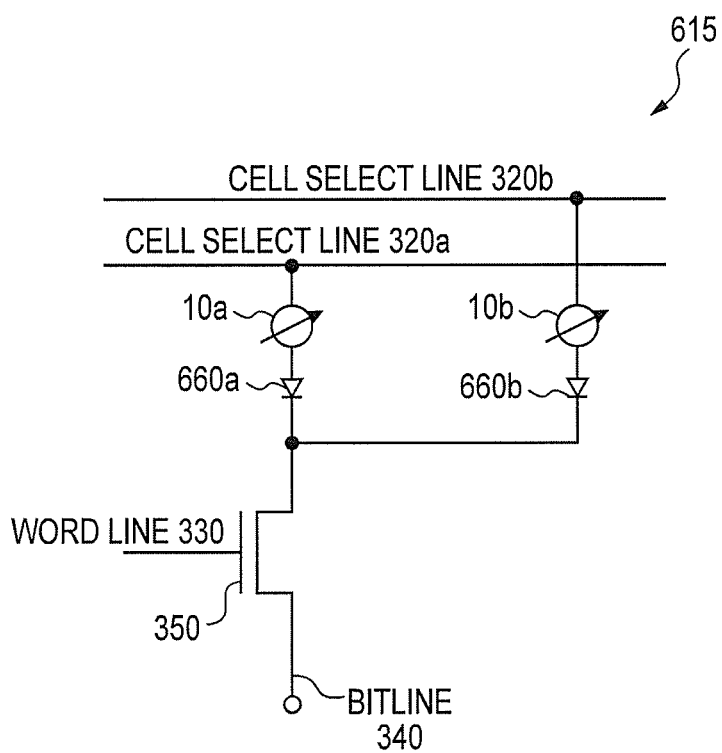 615
CELL SELECT LINE 320b
CELL SELECT LINE 320a
10a
10b
660a
660b
WORD LINE 330
350
BITLINE
340